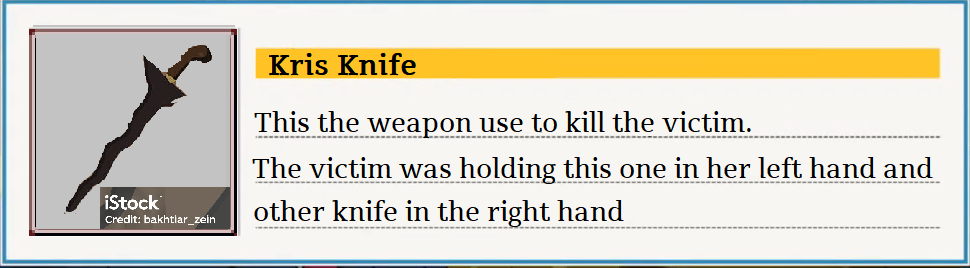 Kris Knife
This the weapon use to kill the victim.
The victim was holding this one in her left hand and
other knife in the right hand
iStock
Credit: bakhtiar_zein